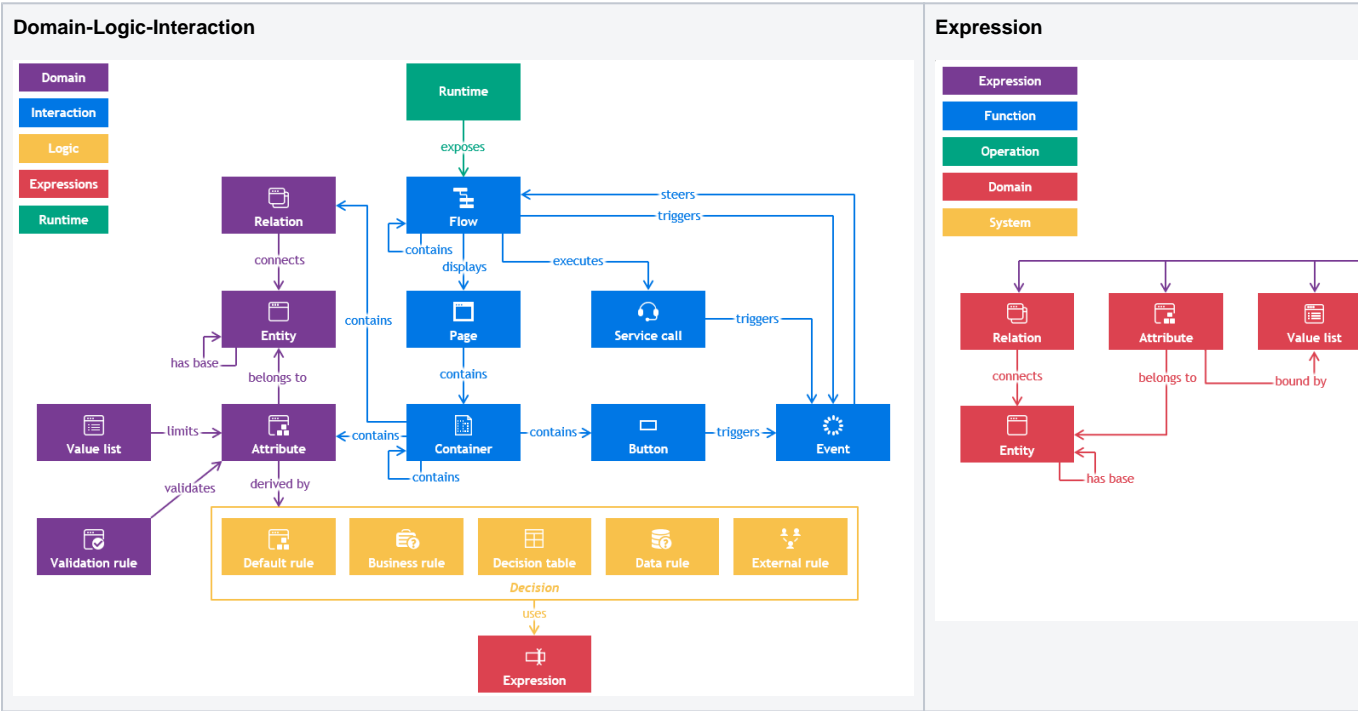 Domain-Logic-Interaction
Domain
Interaction
Logic
Expressions
Runtime
Runtime
exposes
Relation
Flow
steers
triggers
contains
connects
displays
executes
Entity
Page
Service call
contains
triggers
has base
belongs to
contains
Value list
limits
Attribute
contains
Container
contains
Button
triggers
Event
contains
validates
derived by
Validation rule
Default rule
Business rule
Decision table
Data rule
External rule
Decision
uses
Expression
Expression
Expression
Function
Operation
Domain
System
Relation
Attribute
Value list
connects
belongs to
bound by
Entity
has base